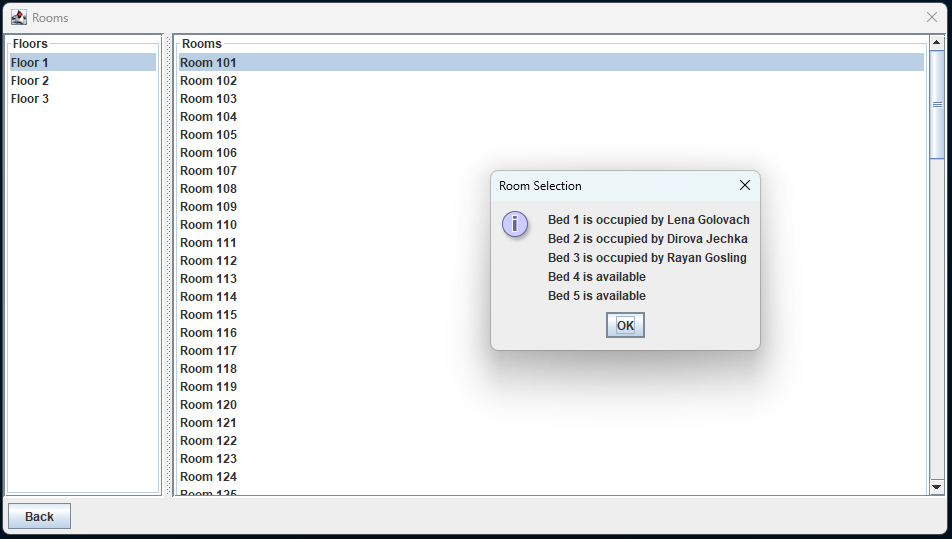 Rooms
Floors
Floor 1
Floor 2
Floor 3
Rooms
Room 101
Room 102
Room 103
Room 104
Room 105
Room 106
Room 107
Room 108
Room 109
Room 110
Room 111
Room 112
Room 113
Room 114
Room 115
Room 116
Room 117
Room 118
Room 119
Room 120
Room 121
Room 122
Room 123
Room 124
Room 125
Room Selection
Bed 1 is occupied by Lena Golovach
Bed 2 is occupied by Dirova Jechka
Bed 3 is occupied by Rayan Gosling
Bed 4 is available
Bed 5 is available
OK
Back